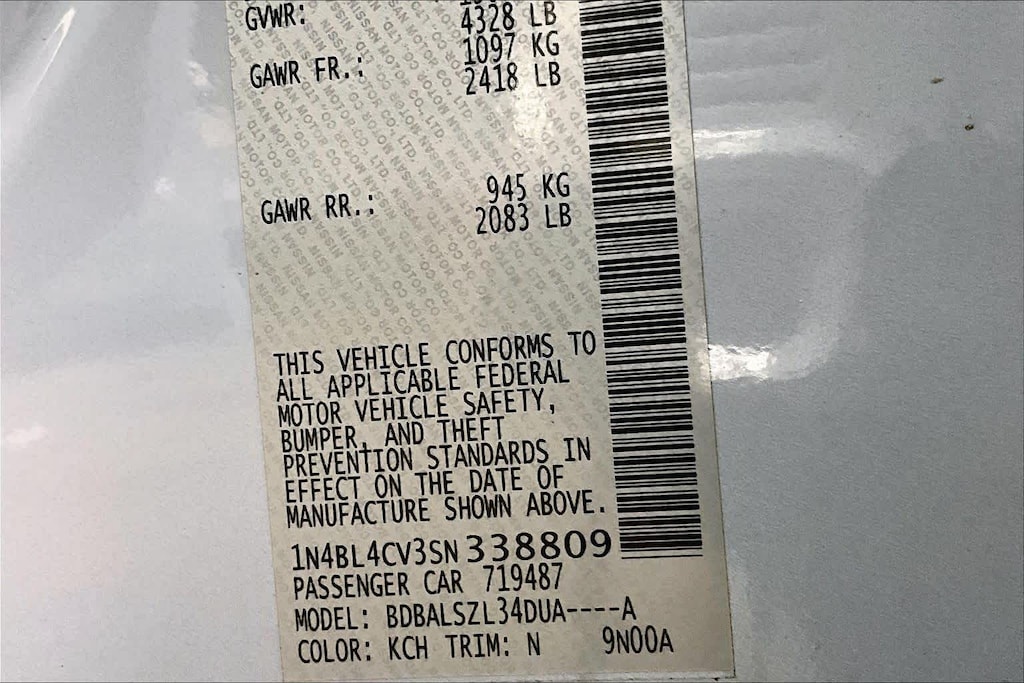 GVWR:
4328 LB
1097 KG
GAWR FR.:
2418 LB
945 KG
GAWR RR.:
2083 LB
THIS VEHICLE CONFORMS TO
ALL APPLICABLE FEDERAL
MOTOR VEHICLE SAFETY,
BUMPER, AND THEFT
PREVENTION STANDARDS IN
EFFECT ON THE DATE OF
MANUFACTURE SHOWN ABOVE.
1N4BL4CV3SN338809
PASSENGER CAR 719487
MODEL: BDBALSZL34DUA----A
COLOR: KCH TRIM: N 9N00A